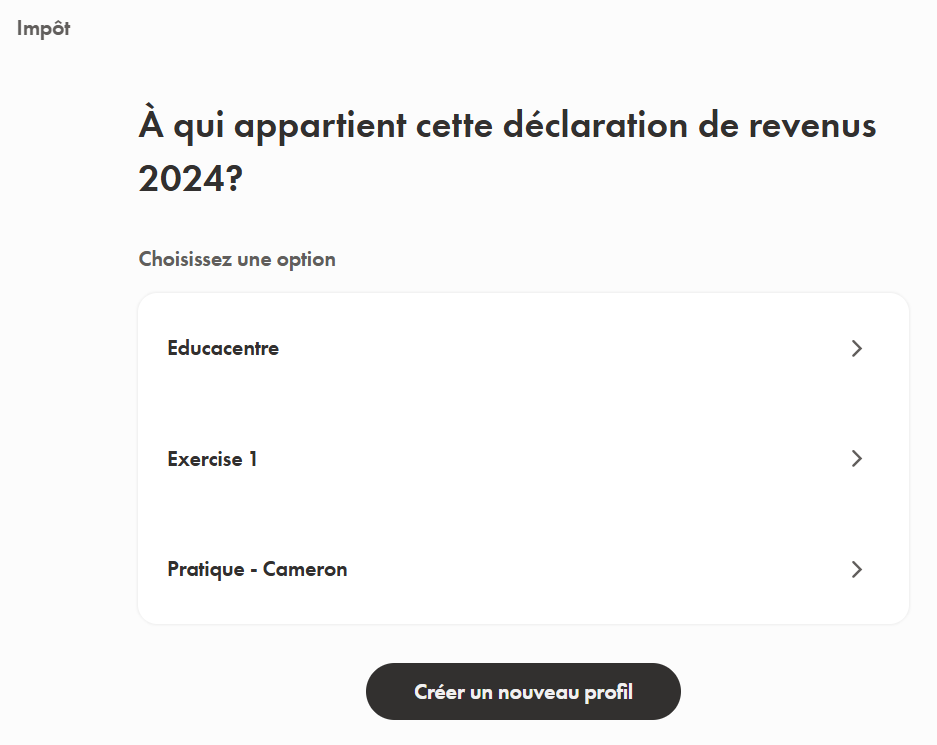 Impôt
À qui appartient cette déclaration de revenus
2024?
Choisissez une option
Educacentre
Exercise 1
Pratique - Cameron
Créer un nouveau profil